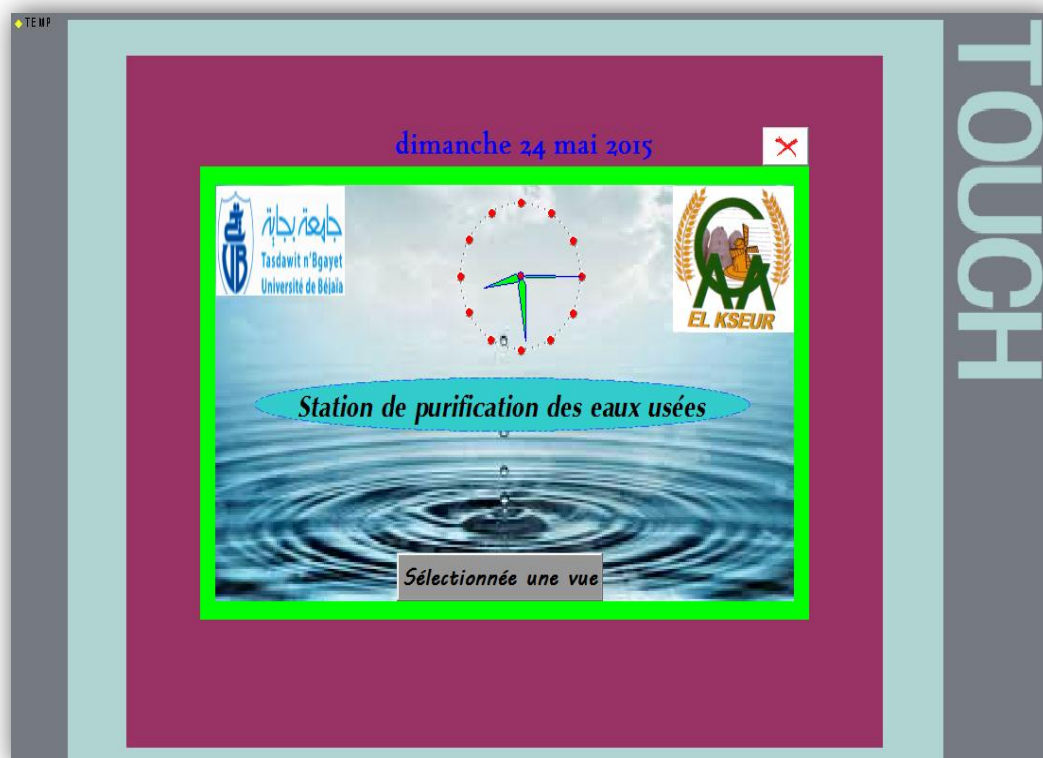 TEMP
TOUCH
dimanche 24 mai 2015
جامعة بجاية
Tasdawit n'Bgayet
Université de Béjaïa
EL KSEUR
Station de purification des eaux usées
Sélectionnée une vue